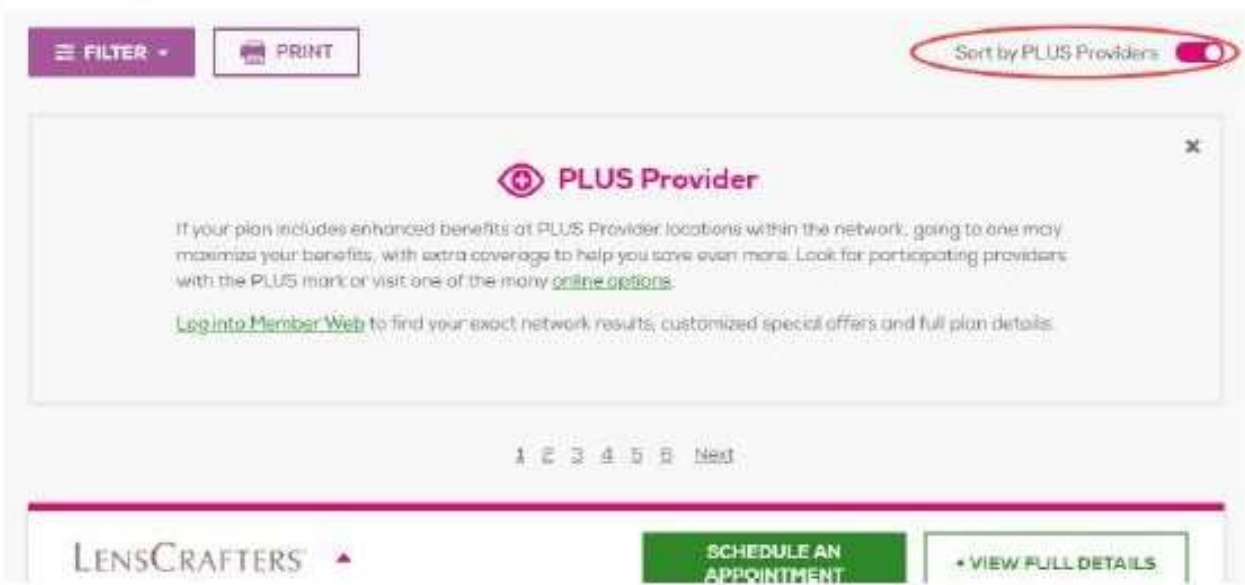 FILTER
PRINT
Sort by PLUS Providers
×
PLUS Provider
If your plan includes enhanced benefits at PLUS Provider locations within the network, going to one may
maximize your benefits, with extra coverage to help you save even more. Look for participating providers
with the PLUS mark or visit one of the many online options.
Log into Member Web to find your exact network results, customized special offers and full plan details.
1 2 3 4 5 6 Next
LENSCRAFTERS
SCHEDULE AN
APPOINTMENT
+ VIEW FULL DETAILS